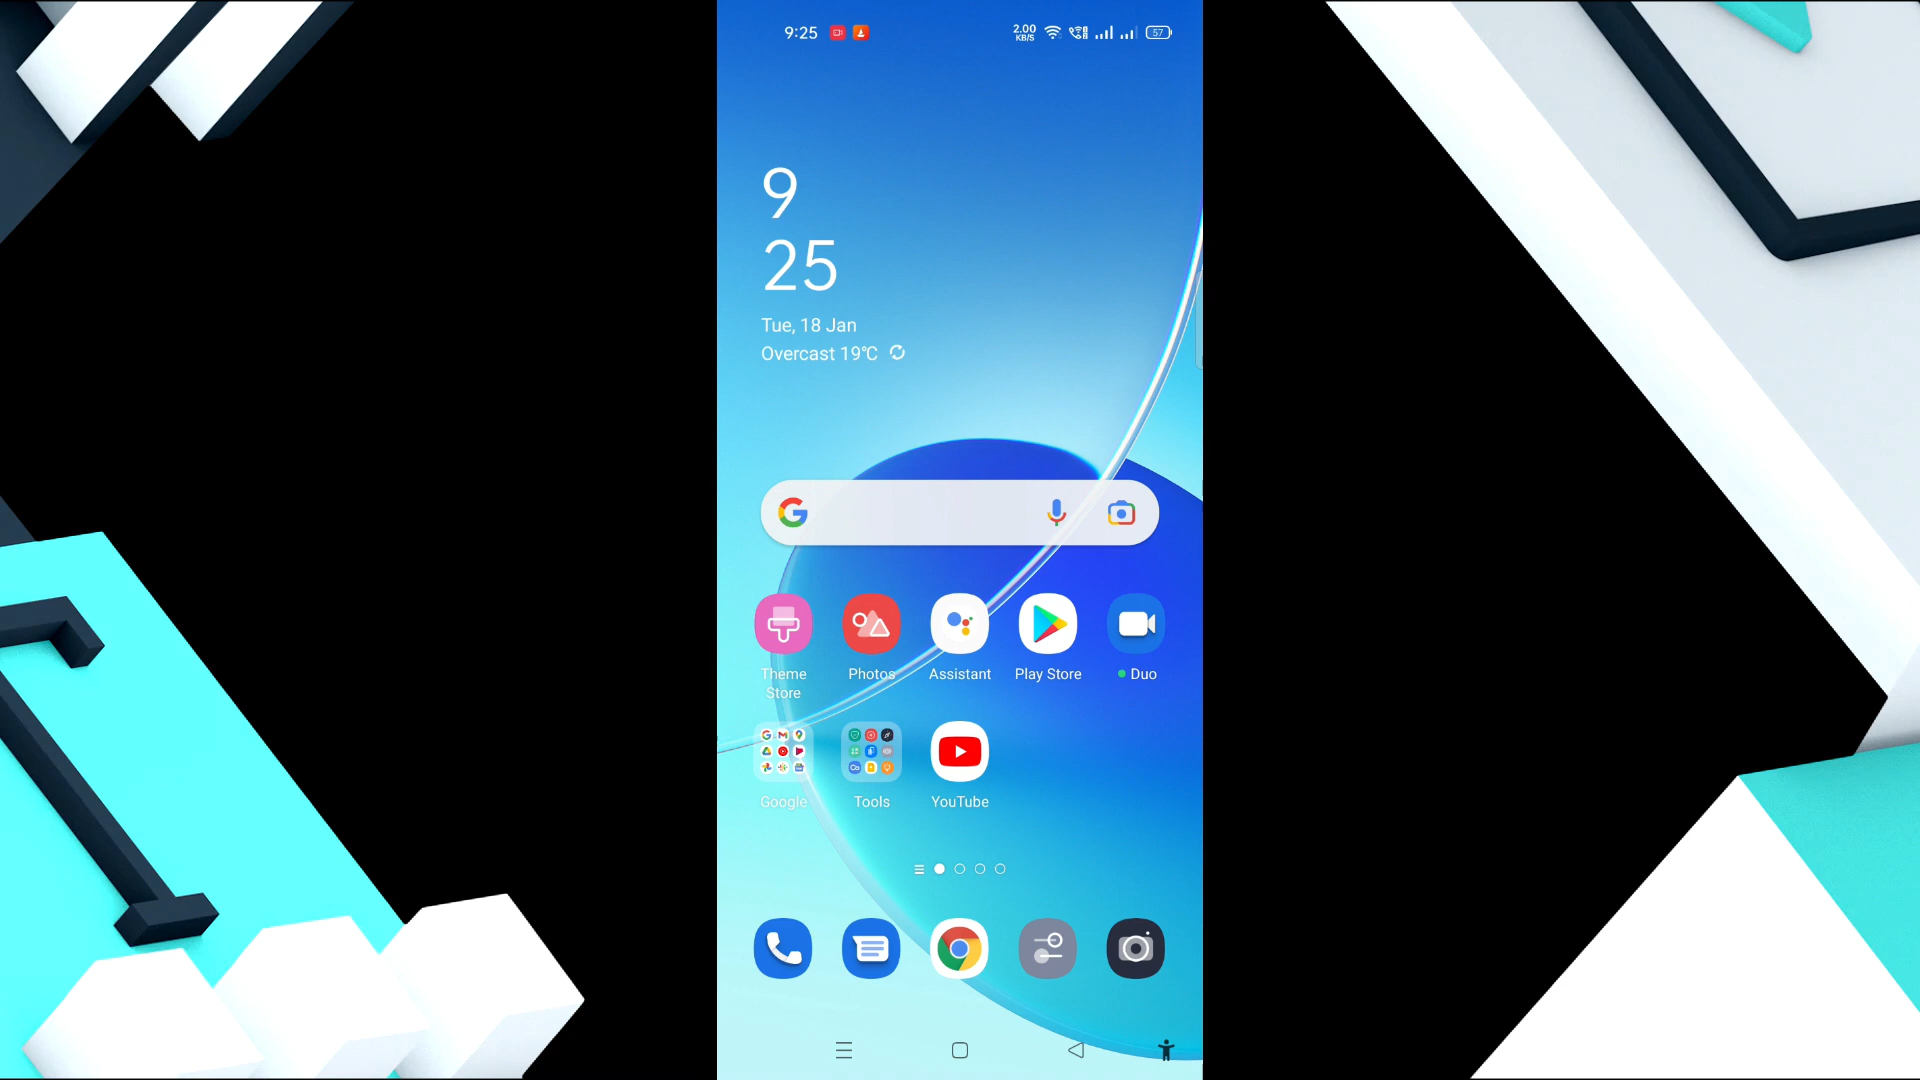 9:25
2.00
KB/S
57
9
25
Tue, 18 Jan
Overcast 19°C
Theme
Store
Photos
Assistant
Play Store
Duo
Google
Tools
YouTube